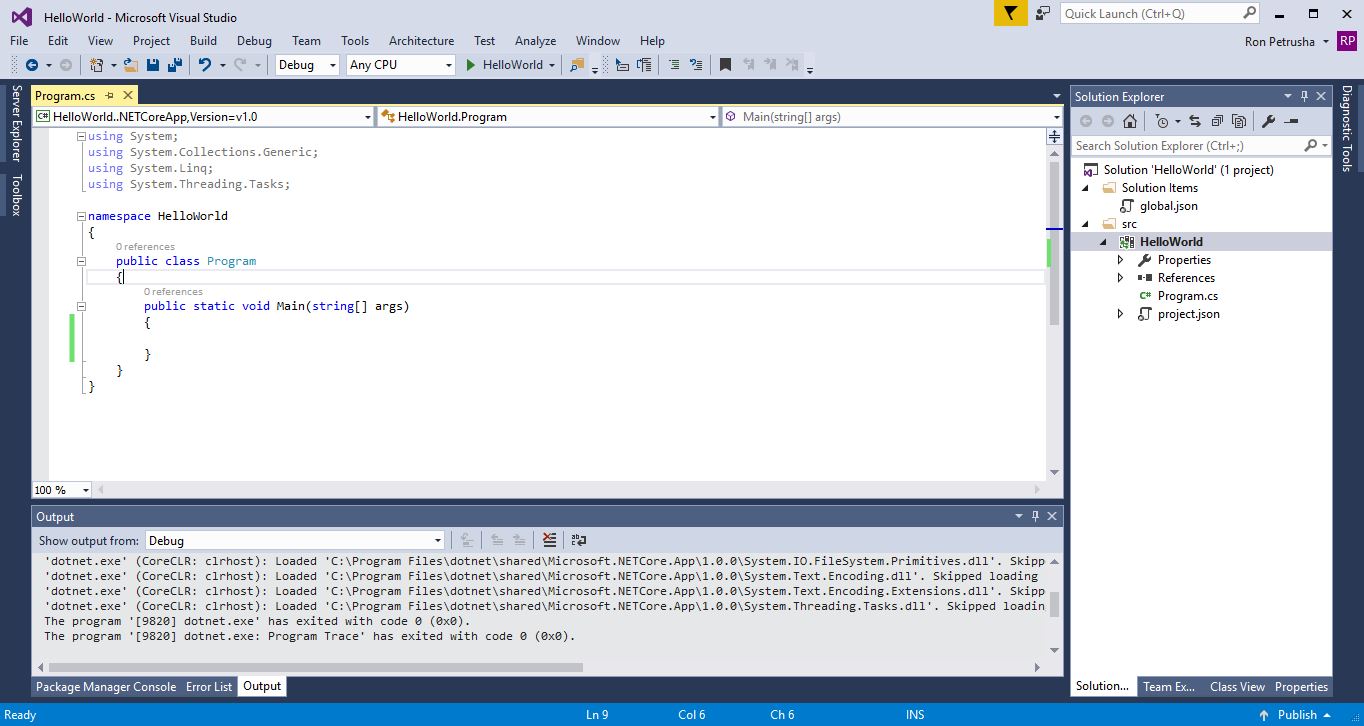 HelloWorld - Microsoft Visual Studio
Quick Launch (Ctrl+Q)
File Edit View Project Build Debug Team Tools Architecture Test Analyze Window Help
Ron Petrusha RP
Debug Any CPU HelloWorld
Server Explorer
Toolbox
Program.cs
HelloWorld..NETCoreApp,Version=v1.0 HelloWorld.Program Main(string[] args)
using System;
using System.Collections.Generic;
using System.Linq;
using System.Threading.Tasks;
namespace HelloWorld
{
0 references
public class Program
{
0 references
public static void Main(string[] args)
{
}
}
}
100 %
Output
Show output from: Debug
'dotnet.exe' (CoreCLR: clrhost): Loaded 'C:\Program Files\dotnet\shared\Microsoft.NETCore.App\1.0.0\System.IO.FileSystem.Primitives.dll'. Skipp
'dotnet.exe' (CoreCLR: clrhost): Loaded 'C:\Program Files\dotnet\shared\Microsoft.NETCore.App\1.0.0\System.Text.Encoding.dll'. Skipped loading
'dotnet.exe' (CoreCLR: clrhost): Loaded 'C:\Program Files\dotnet\shared\Microsoft.NETCore.App\1.0.0\System.Text.Encoding.Extensions.dll'. Skipp
'dotnet.exe' (CoreCLR: clrhost): Loaded 'C:\Program Files\dotnet\shared\Microsoft.NETCore.App\1.0.0\System.Threading.Tasks.dll'. Skipped loadin
The program '[9820] dotnet.exe' has exited with code 0 (0x0).
The program '[9820] dotnet.exe: Program Trace' has exited with code 0 (0x0).
Package Manager Console Error List Output
Solution Explorer
Search Solution Explorer (Ctrl+;)
Solution 'HelloWorld' (1 project)
Solution Items
global.json
src
HelloWorld
Properties
References
C# Program.cs
project.json
Solution... Team Ex... Class View Properties
Diagnostic Tools
Ready Ln 9 Col 6 Ch 6 INS Publish